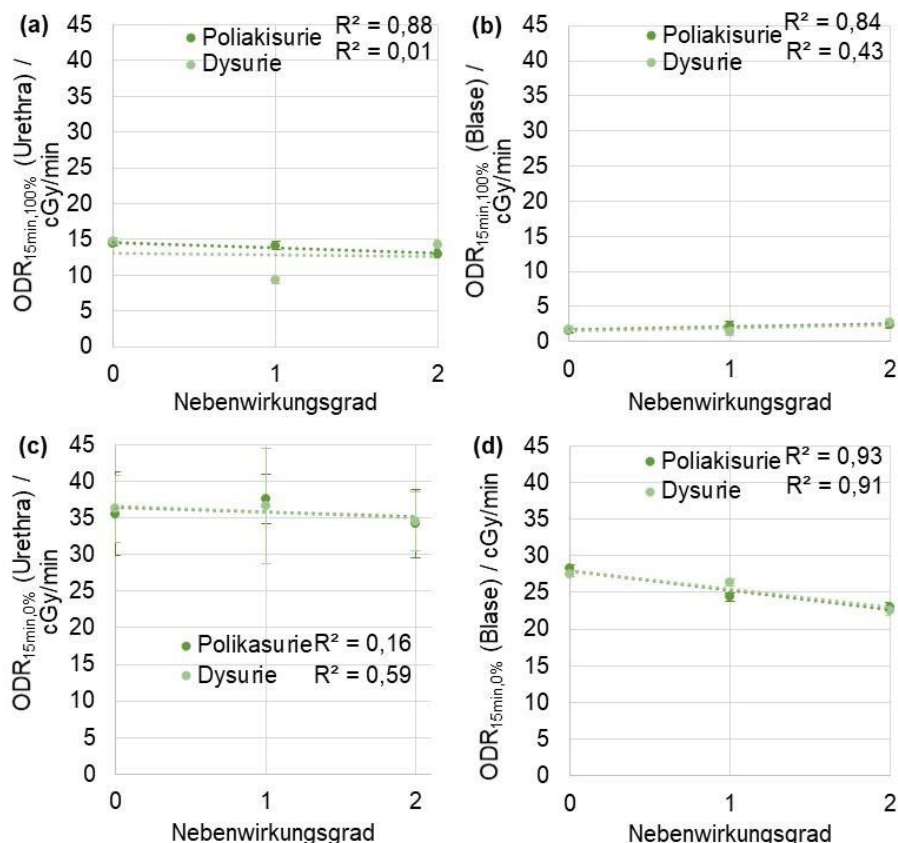 (a)
Poliakisurie R² = 0,88
Dysurie R² = 0,01
ODR15min,100% (Urethra) /
cGy/min
45
40
35
30
25
20
15
10
5
0
0 1 2
Nebenwirkungsgrad
(b)
Poliakisurie R² = 0,84
Dysurie R² = 0,43
ODR15min,100% (Blase) /
cGy/min
45
40
35
30
25
20
15
10
5
0
0 1 2
Nebenwirkungsgrad
(c)
ODR15min,0% (Urethra) /
cGy/min
45
40
35
30
25
20
15
10
5
0
Polikasurie R² = 0,16
Dysurie R² = 0,59
0 1 2
Nebenwirkungsgrad
(d)
Poliakisurie R² = 0,93
Dysurie R² = 0,91
ODR15min,0% (Blase) / cGy/min
45
40
35
30
25
20
15
10
5
0
0 1 2
Nebenwirkungsgrad